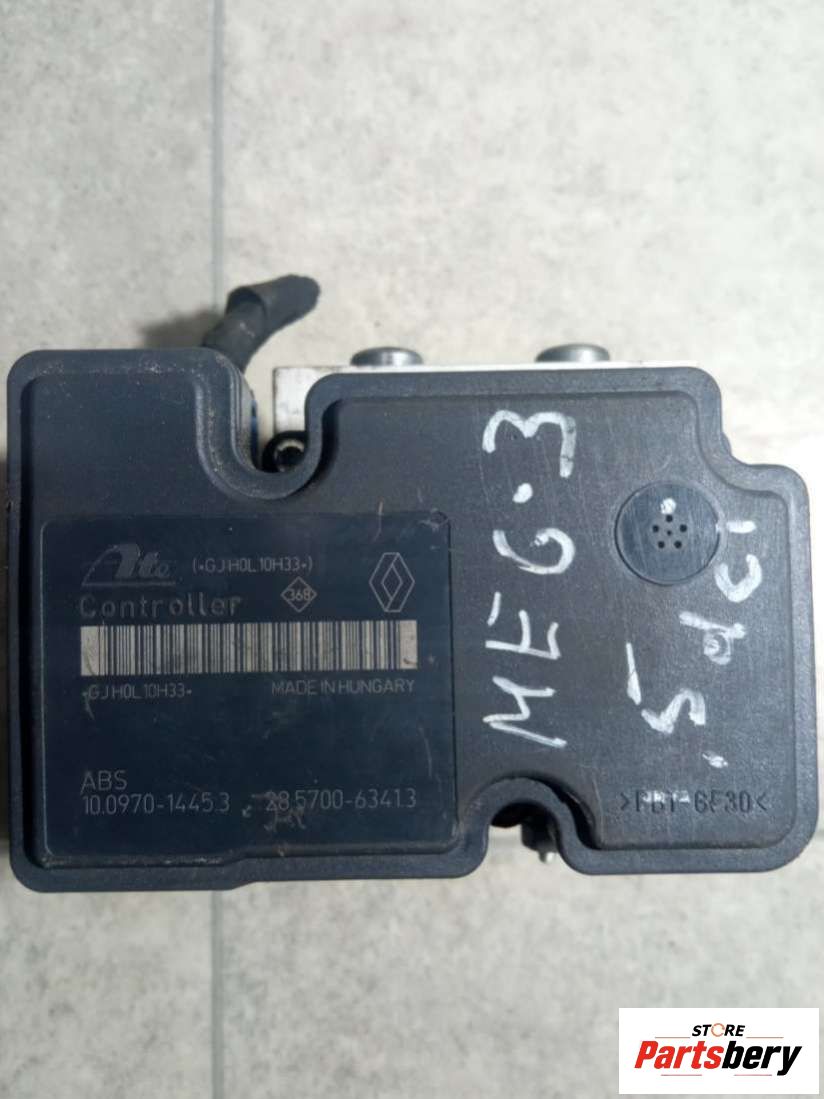 Ate (*GJH0L10H33*)
Controller 368
*GJH0L10H33* MADE IN HUNGARY
ABS
10.0970-1445.3 28.5700-6341.3
MEG.3
.5dCi
>PBT-GF30<
STORE
Partsbery